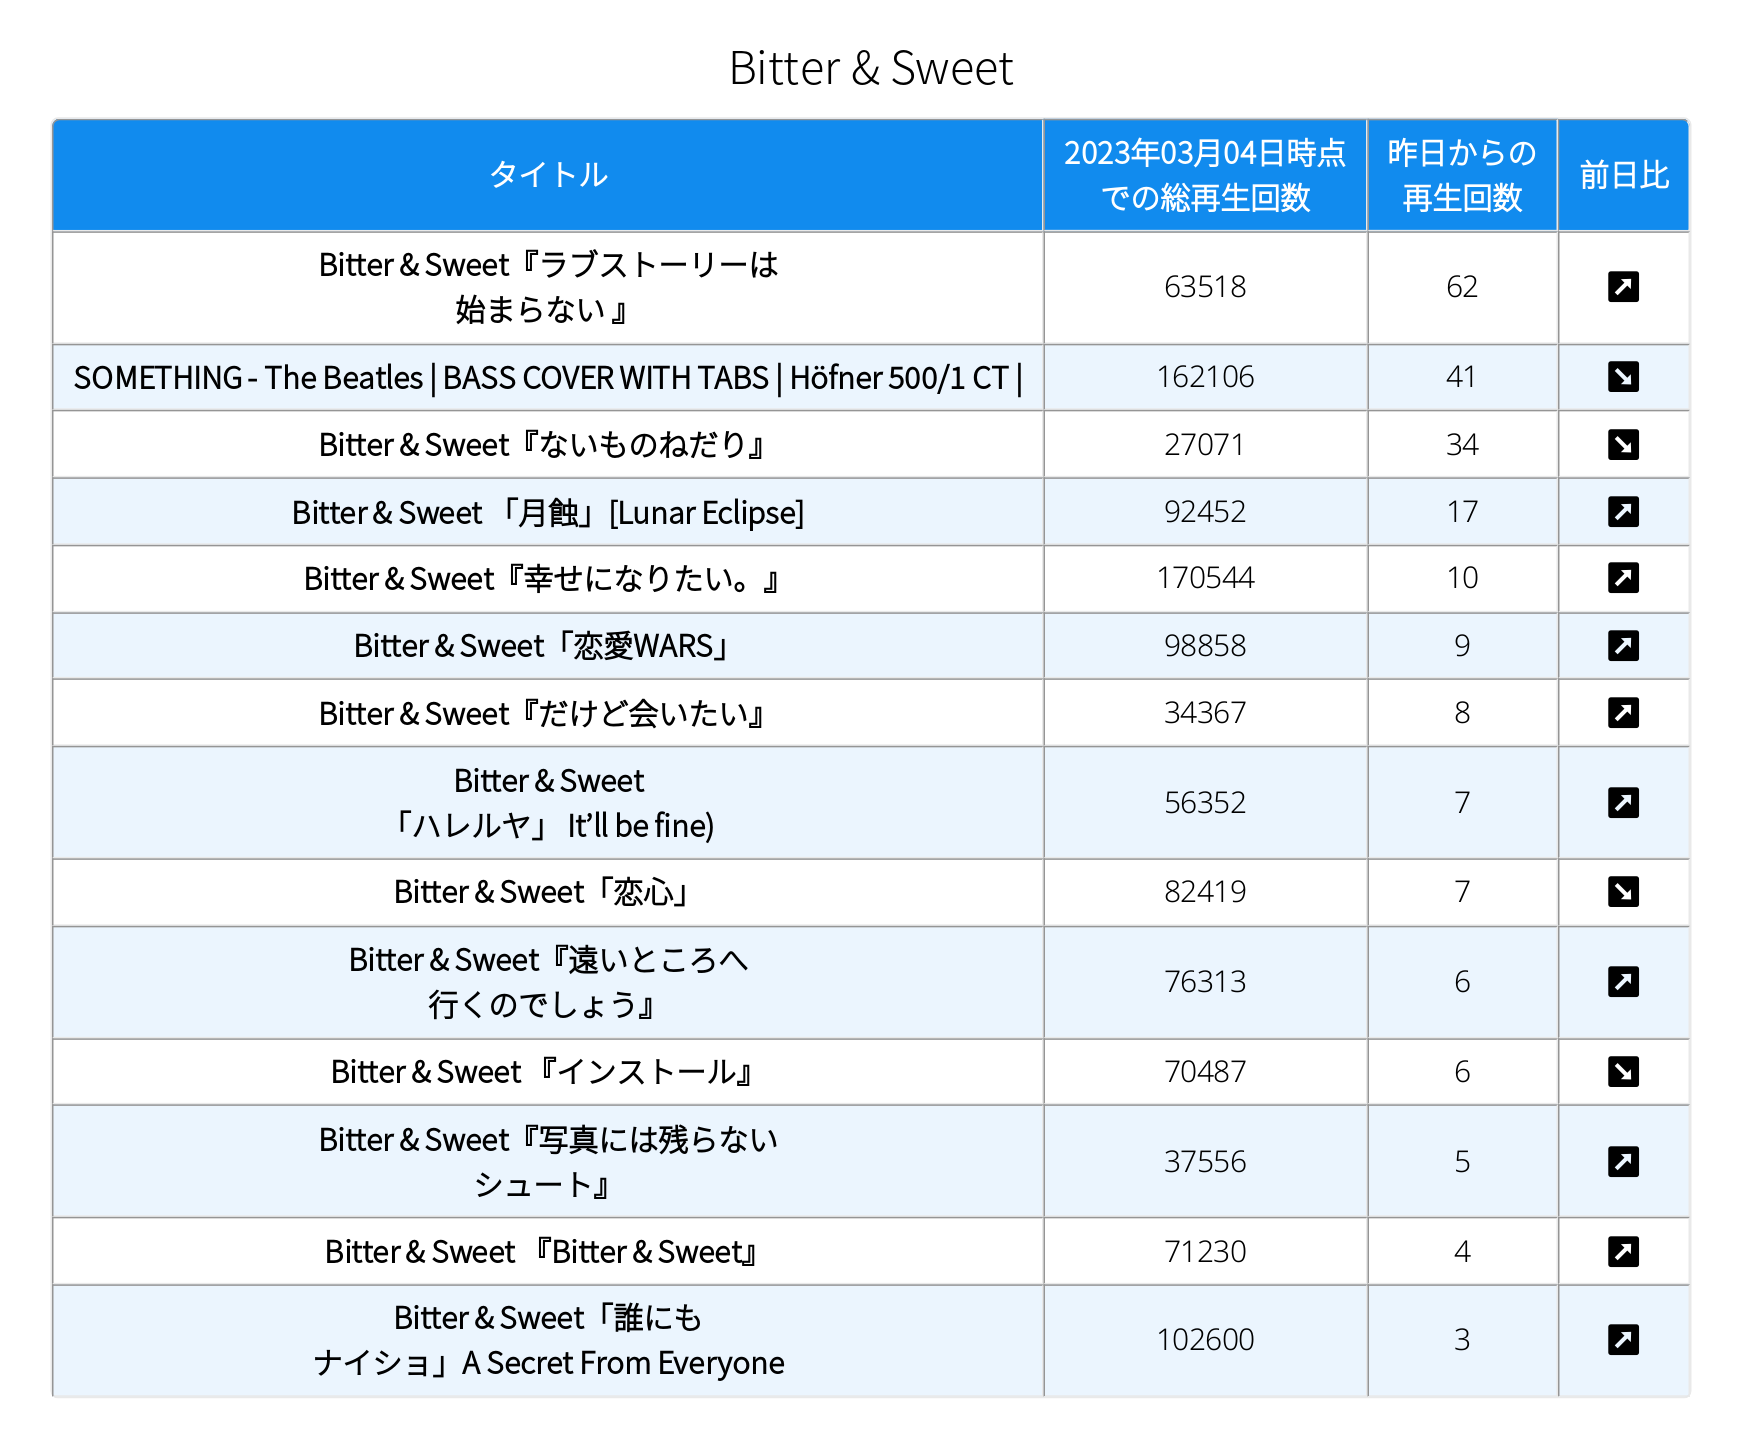 Bitter & Sweet
タイトル
2023年03月04日時点
での総再生回数
昨日からの
再生回数
前日比
Bitter & Sweet『ラブストーリーは
始まらない 』
63518
62
SOMETHING - The Beatles | BASS COVER WITH TABS | Höfner 500/1 CT |
162106
41
Bitter & Sweet『ないものねだり』
27071
34
Bitter & Sweet 「月蝕」[Lunar Eclipse]
92452
17
Bitter & Sweet『幸せになりたい。』
170544
10
Bitter & Sweet「恋愛WARS」
98858
9
Bitter & Sweet『だけど会いたい』
34367
8
Bitter & Sweet
「ハレルヤ」 It’ll be fine)
56352
7
Bitter & Sweet「恋心」
82419
7
Bitter & Sweet『遠いところへ
行くのでしょう』
76313
6
Bitter & Sweet 『インストール』
70487
6
Bitter & Sweet『写真には残らない
シュート』
37556
5
Bitter & Sweet 『Bitter & Sweet』
71230
4
Bitter & Sweet「誰にも
ナイショ」A Secret From Everyone
102600
3